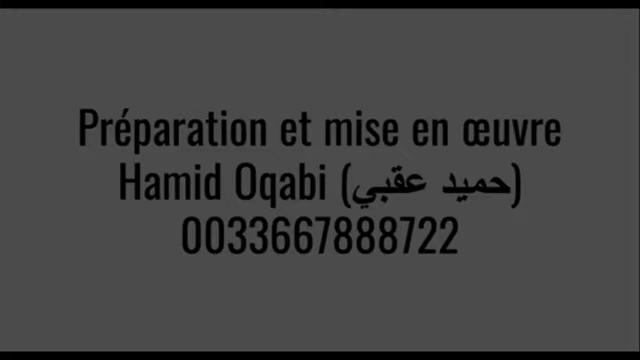 Préparation et mise en œuvre
Hamid Oqabi (حميد عقبي)
0033667888722